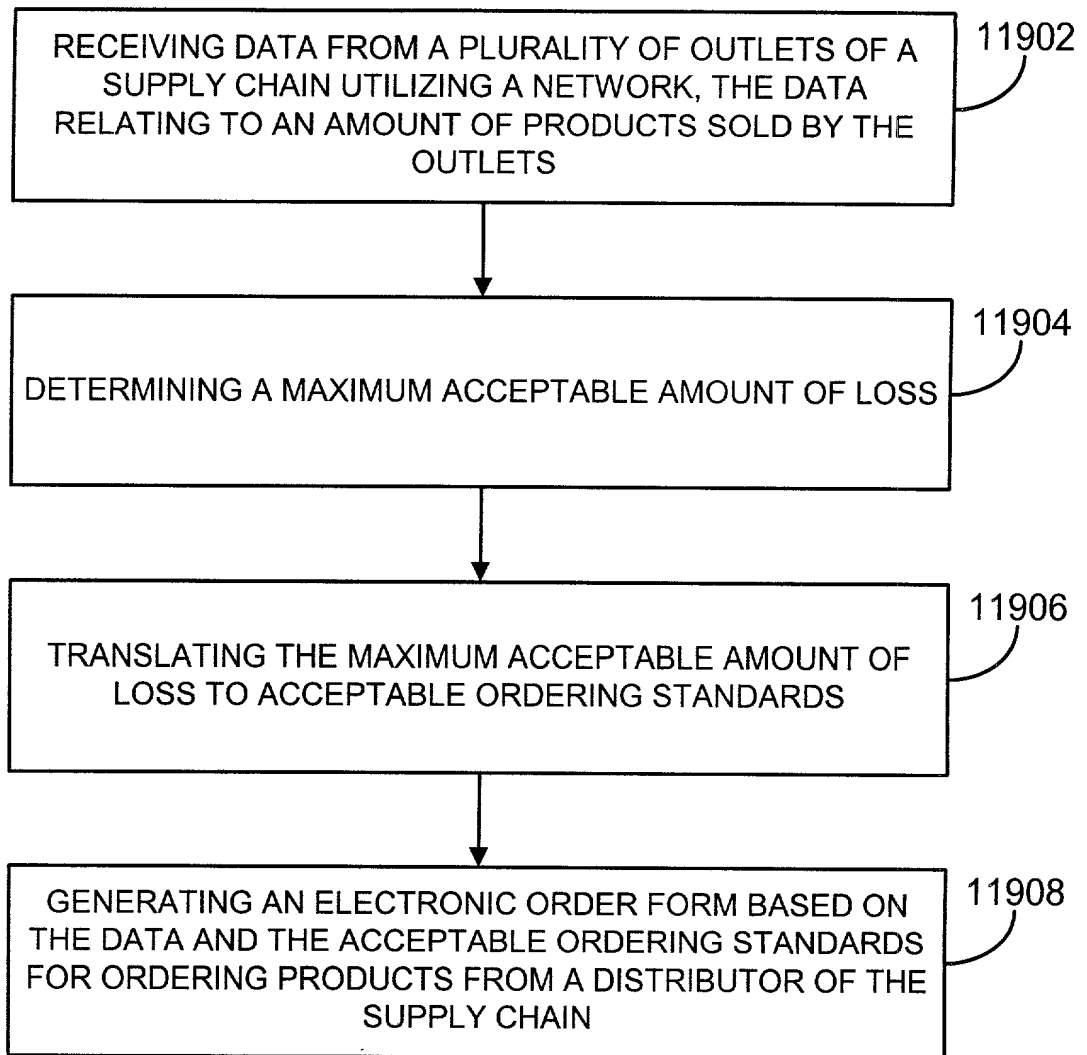 RECEIVING DATA FROM A PLURALITY OF OUTLETS OF A
SUPPLY CHAIN UTILIZING A NETWORK, THE DATA
RELATING TO AN AMOUNT OF PRODUCTS SOLD BY THE
OUTLETS
11902
DETERMINING A MAXIMUM ACCEPTABLE AMOUNT OF LOSS
11904
TRANSLATING THE MAXIMUM ACCEPTABLE AMOUNT OF
LOSS TO ACCEPTABLE ORDERING STANDARDS
11906
GENERATING AN ELECTRONIC ORDER FORM BASED ON
THE DATA AND THE ACCEPTABLE ORDERING STANDARDS
FOR ORDERING PRODUCTS FROM A DISTRIBUTOR OF THE
SUPPLY CHAIN
11908